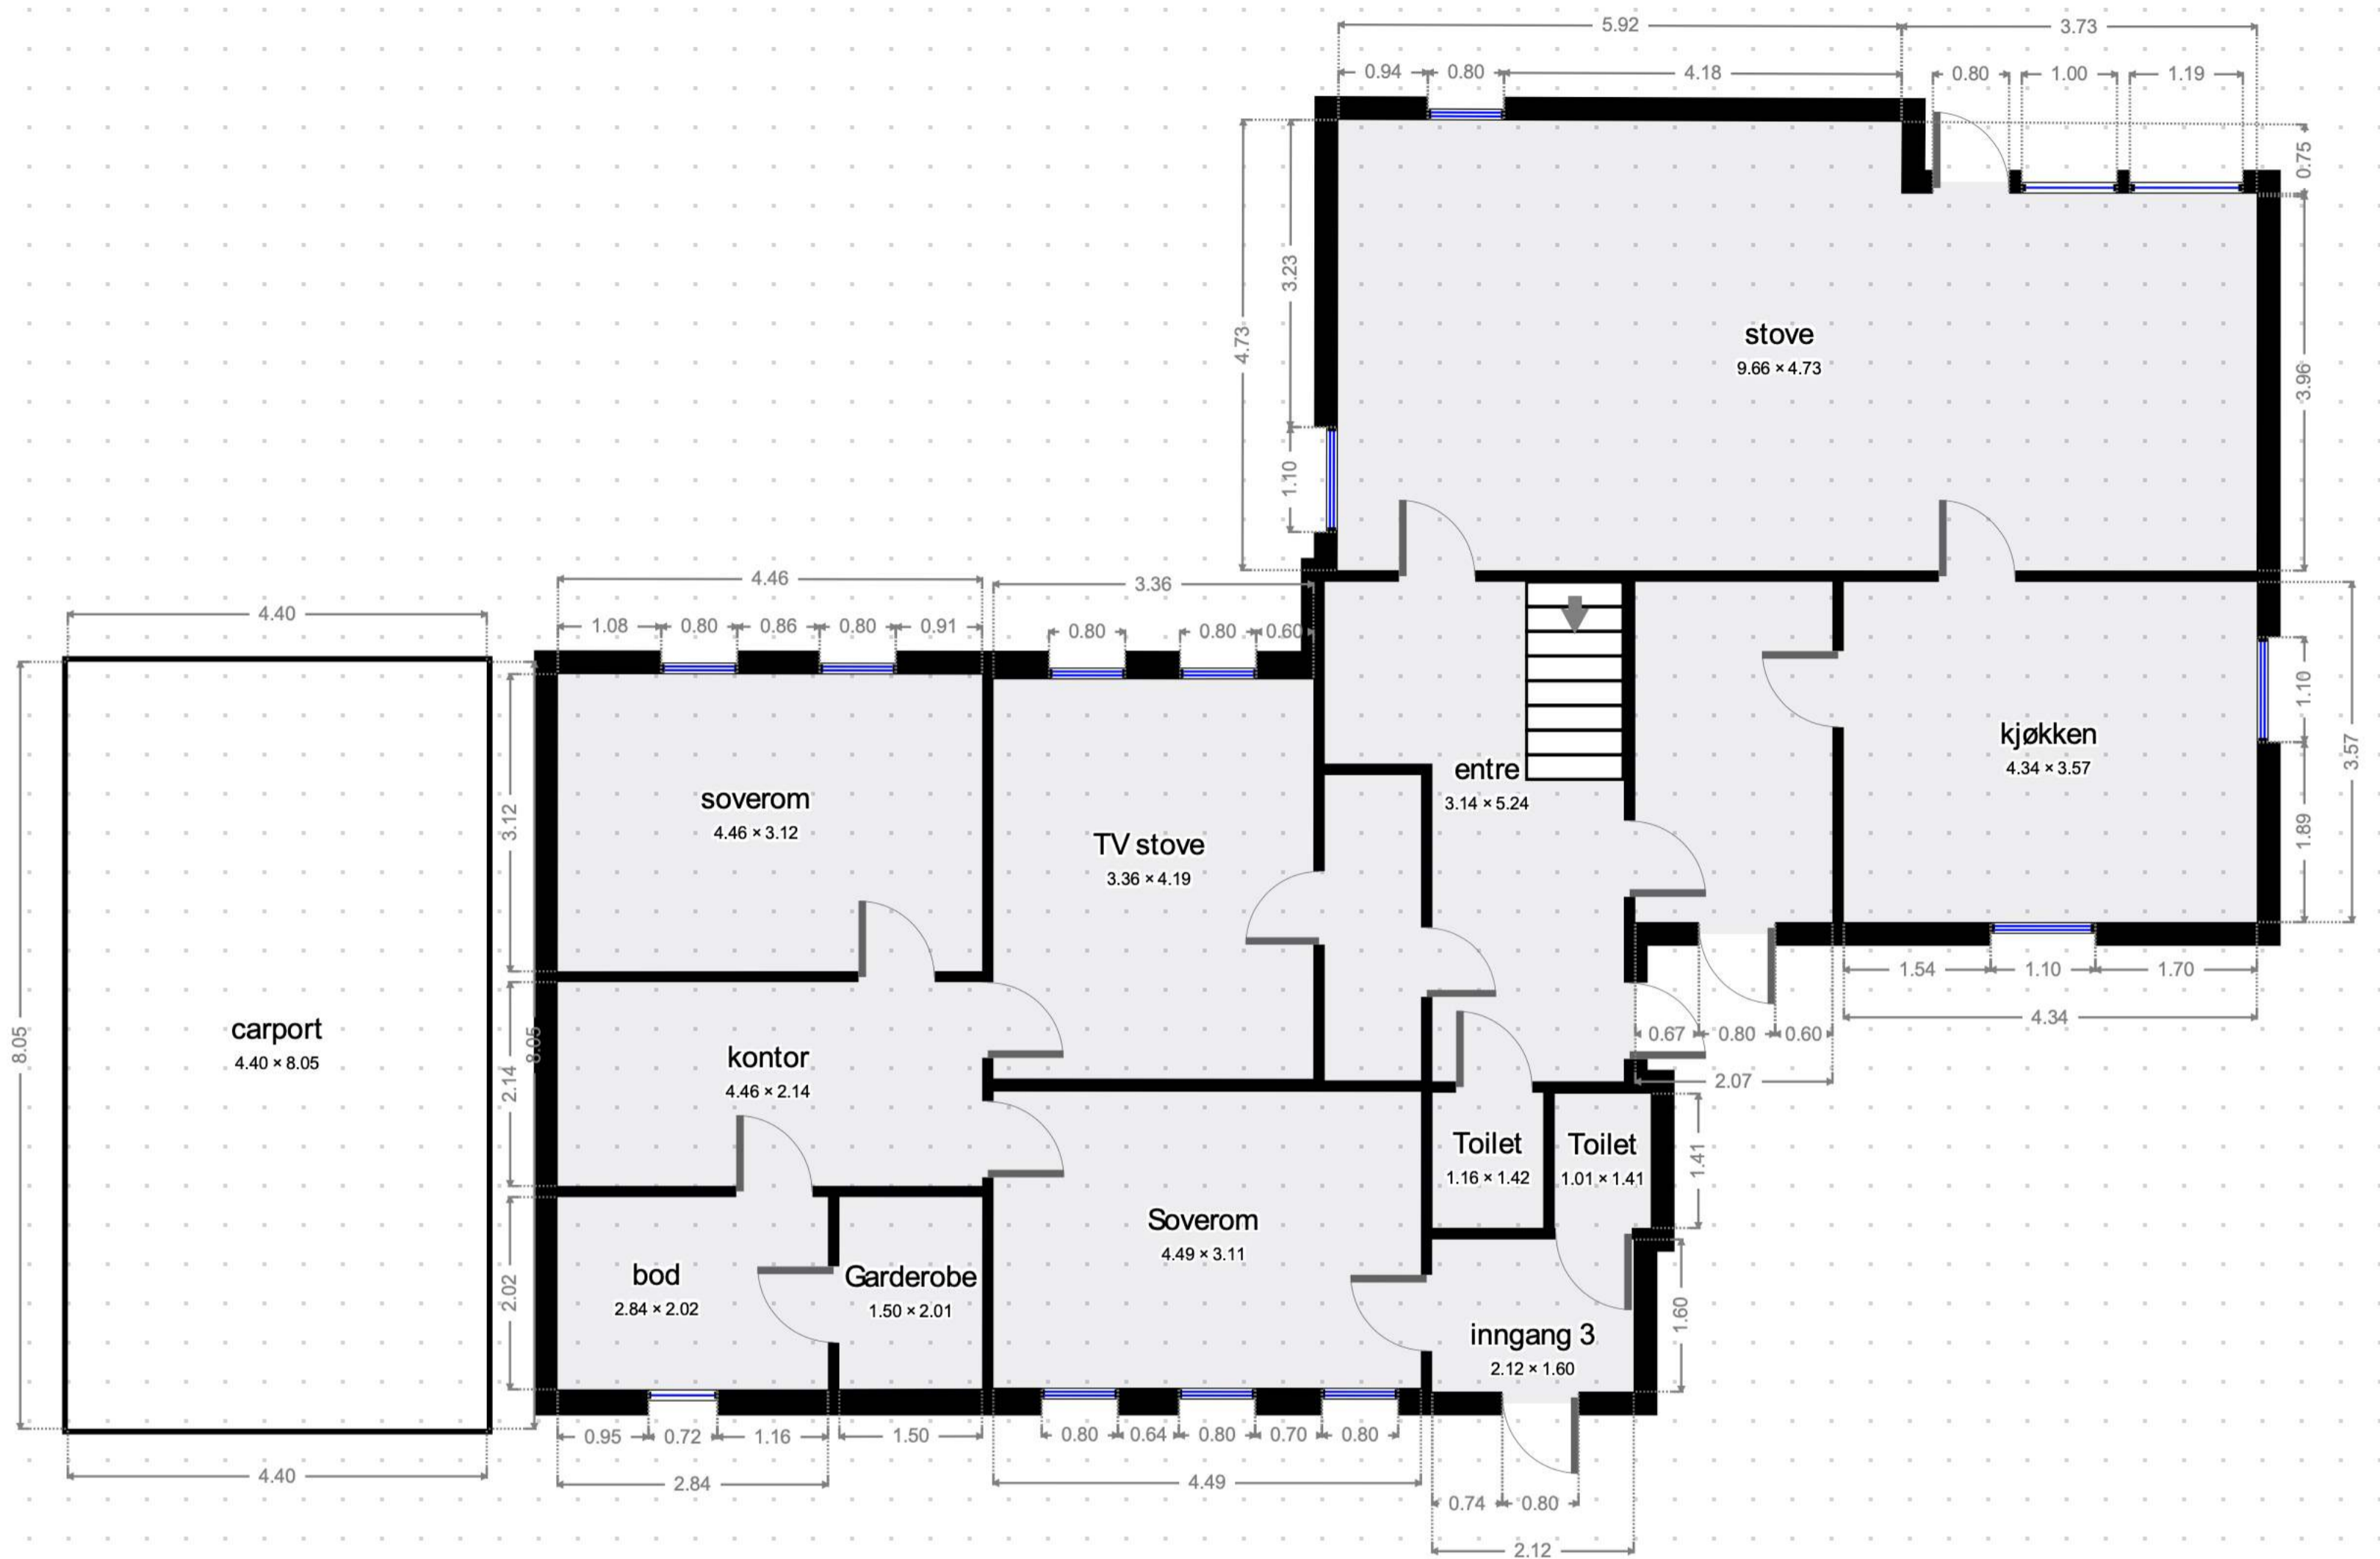 5.92
3.73
0.94
0.80
4.18
0.80
1.00
1.19
0.75
3.23
4.73
stove
9.66 × 4.73
3.96
1.10
4.46
3.36
4.40
1.08
0.80
0.86
0.80
0.91
0.80
0.80
0.60
1.10
3.57
kjøkken
4.34 × 3.57
entre
3.14 × 5.24
soverom
4.46 × 3.12
3.12
TV stove
3.36 × 4.19
1.89
1.54
1.10
1.70
4.34
8.05
carport
4.40 × 8.05
8.05
2.14
kontor
4.46 × 2.14
0.67
0.80
0.60
2.07
Toilet
1.16 × 1.42
Toilet
1.01 × 1.41
1.41
Soverom
4.49 × 3.11
2.02
bod
2.84 × 2.02
Garderobe
1.50 × 2.01
inngang 3
2.12 × 1.60
1.60
0.95
0.72
1.16
1.50
0.80
0.64
0.80
0.70
0.80
4.40
2.84
4.49
0.74
0.80
2.12